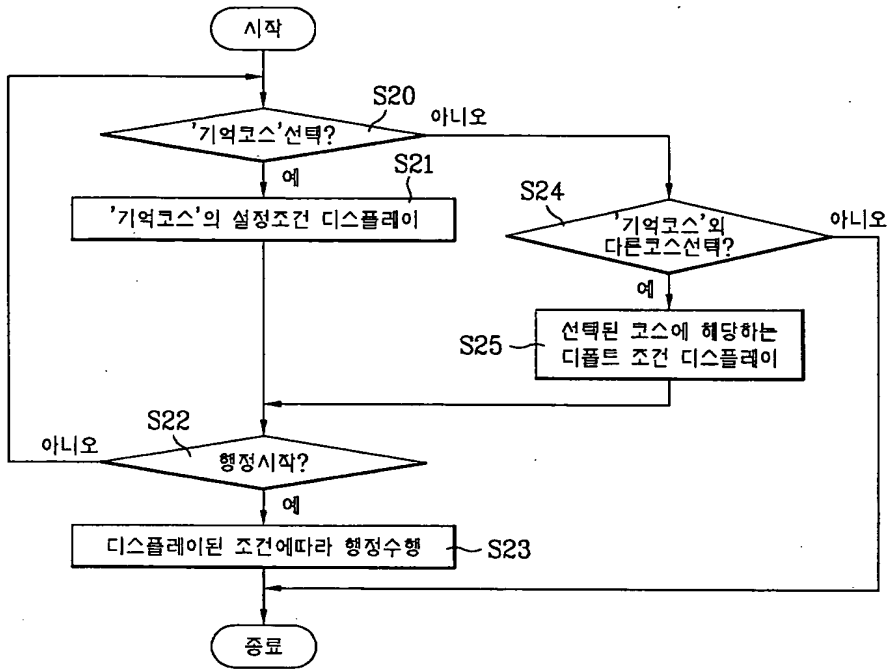 시작
S20
'기억코스'선택?
아니오
예
S21
'기억코스'의 설정조건 디스플레이
S24
'기억코스'외
다른코스선택?
아니오
예
S25
선택된 코스에 해당하는
디폴트 조건 디스플레이
S22
아니오
행정시작?
예
디스플레이된 조건에따라 행정수행
S23
종료